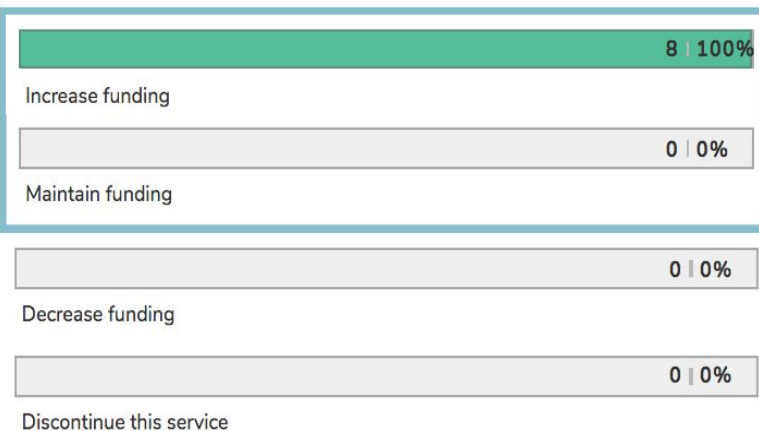 8 | 100%
Increase funding
0 | 0%
Maintain funding
0 | 0%
Decrease funding
0 | 0%
Discontinue this service